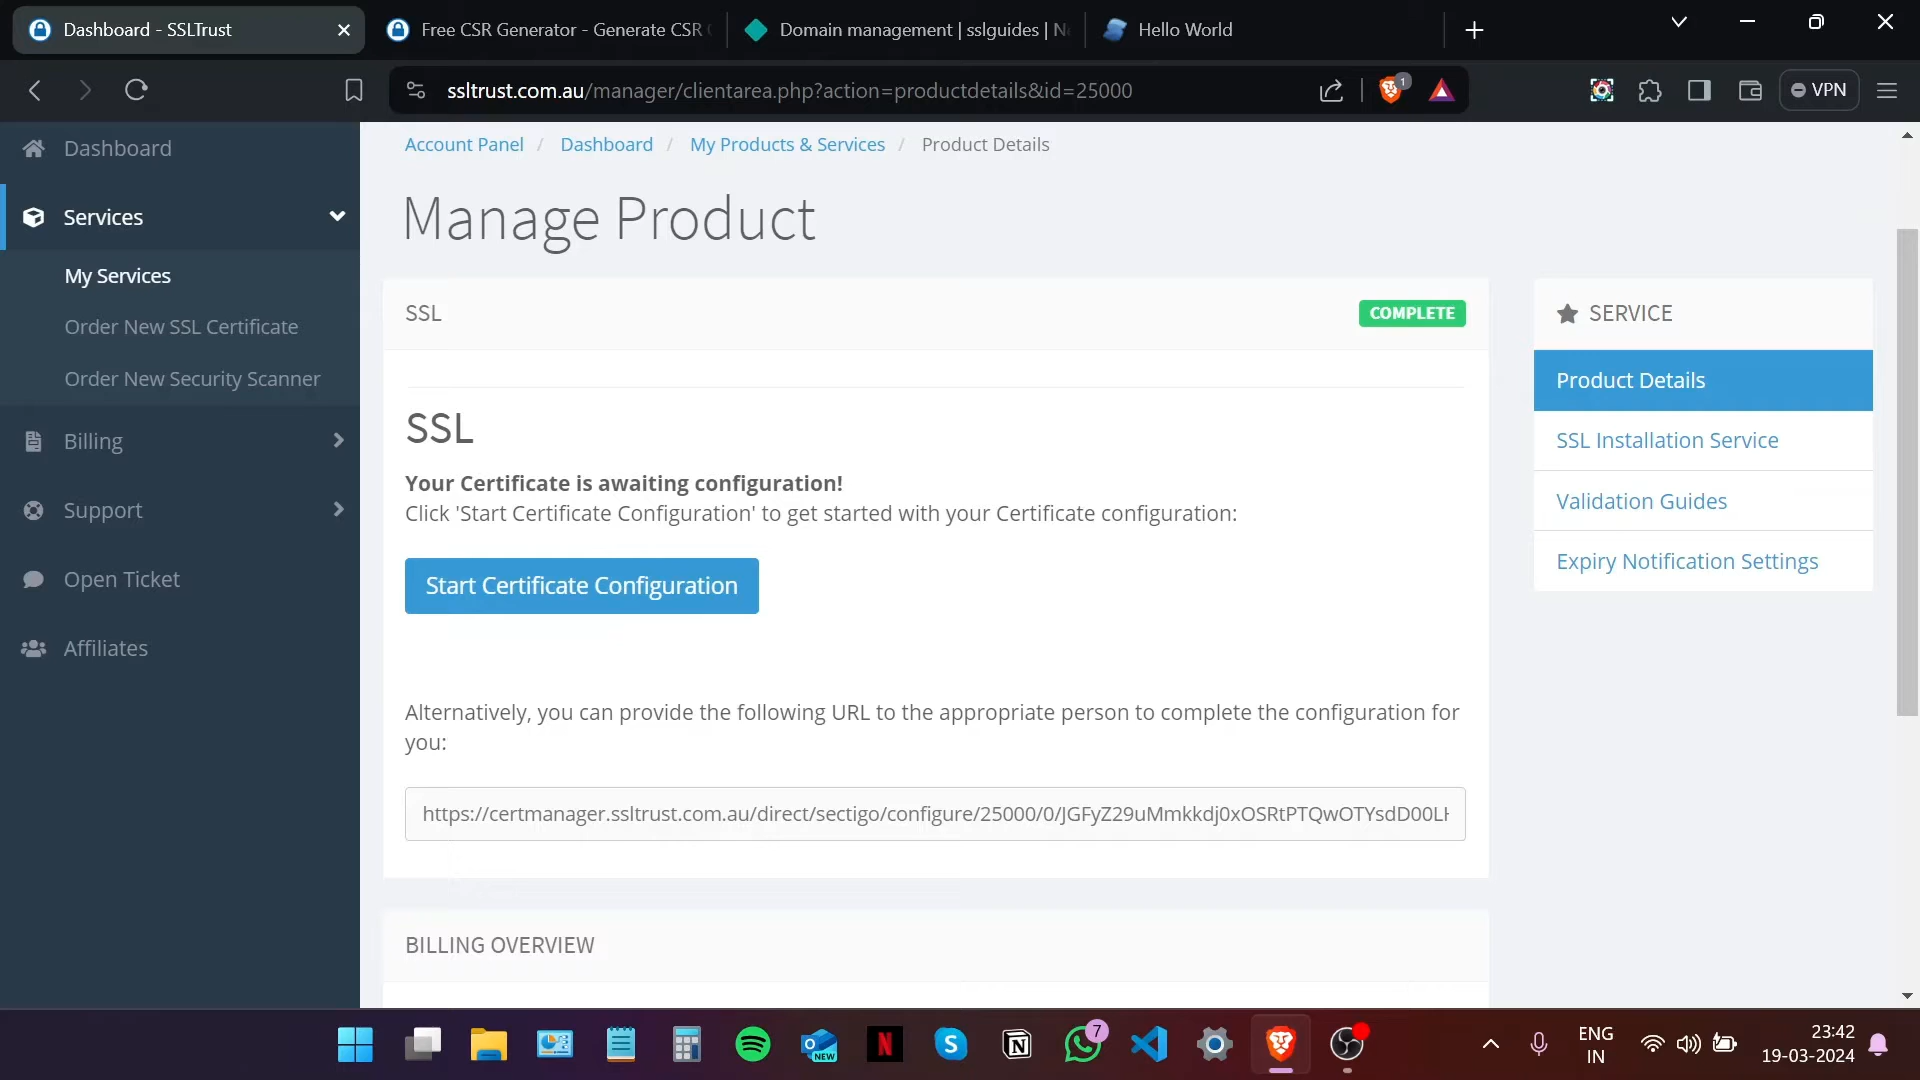 Dashboard - SSLTrust
Free CSR Generator - Generate CSR
Domain management | sslguides |
Hello World
ssltrust.com.au/manager/clientarea.php?action=productdetails&id=25000
1
VPN
Dashboard
Services
My Services
Order New SSL Certificate
Order New Security Scanner
Billing
Support
Open Ticket
Affiliates
Account Panel / Dashboard / My Products & Services / Product Details
Manage Product
SSL
COMPLETE
SSL
Your Certificate is awaiting configuration!
Click 'Start Certificate Configuration' to get started with your Certificate configuration:
Start Certificate Configuration
Alternatively, you can provide the following URL to the appropriate person to complete the configuration for
you:
https://certmanager.ssltrust.com.au/direct/sectigo/configure/25000/0/JGFyZ29uMmkkdj0xOSRtPTQwOTYsdD00L
BILLING OVERVIEW
SERVICE
Product Details
SSL Installation Service
Validation Guides
Expiry Notification Settings
NEW
N
S
N
7
ENG
IN
23:42
19-03-2024